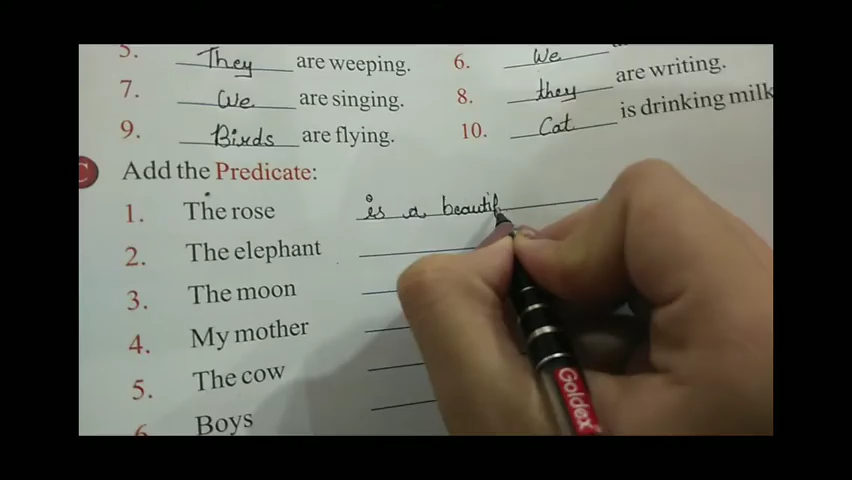 5. They are weeping. 6. We
7. We are singing. 8. they are writing.
9. Birds are flying. 10. Cat is drinking milk
C Add the Predicate:
1. The rose is a beautif
2. The elephant
3. The moon
4. My mother
5. The cow
6. Boys
Goldex